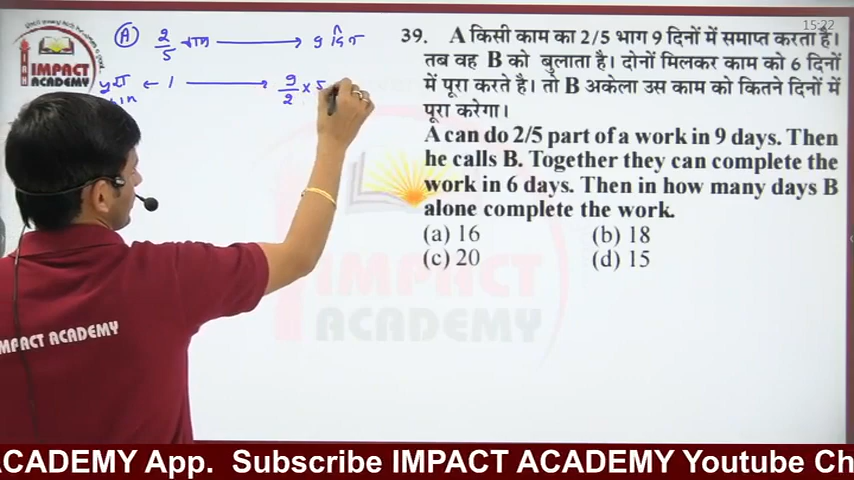 15:22
IMPACT
ACADEMY
A 2/5 भाग → 9 दिन
पूरा ← 1 → 9/2 × 5
39. A किसी काम का 2/5 भाग 9 दिनों में समाप्त करता है।
तब वह B को बुलाता है। दोनों मिलकर काम को 6 दिनों
में पूरा करते है। तो B अकेला उस काम को कितने दिनों में
पूरा करेगा।
A can do 2/5 part of a work in 9 days. Then
he calls B. Together they can complete the
work in 6 days. Then in how many days B
alone complete the work.
(a) 16 (b) 18
(c) 20 (d) 15
IMPACT
ACADEMY
IMPACT ACADEMY
ACADEMY App. Subscribe IMPACT ACADEMY Youtube Ch